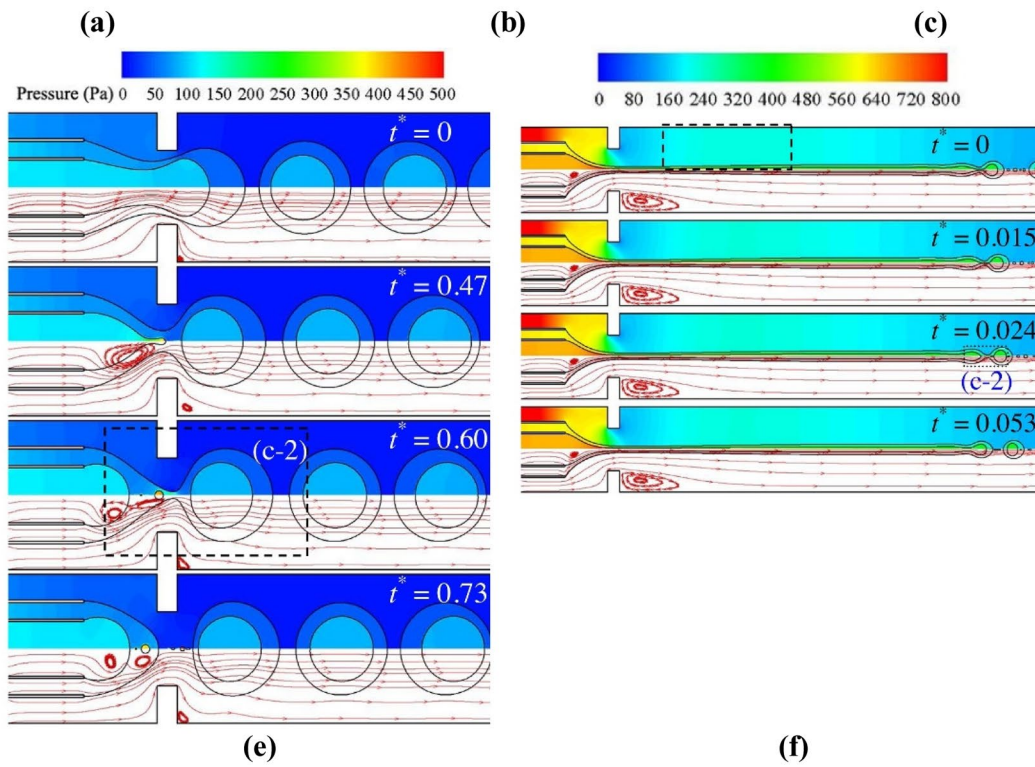 (a) (b) (c)
Pressure (Pa) 0 50 100 150 200 250 300 350 400 450 500
0 80 160 240 320 400 480 560 640 720 800
t* = 0
t* = 0.47
t* = 0.60
(c-2)
t* = 0.73
t* = 0
t* = 0.015
t* = 0.024
(c-2)
t* = 0.053
(e) (f)